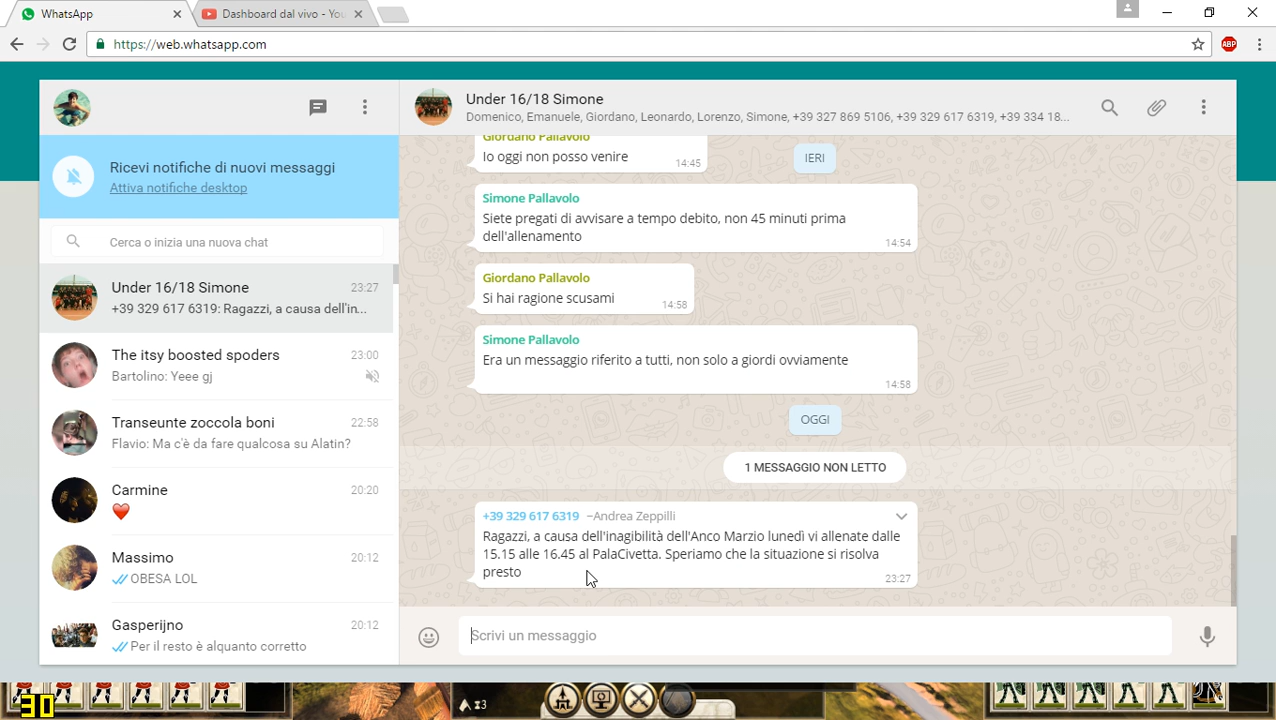 WhatsApp
Dashboard dal vivo - You
https://web.whatsapp.com
ABP
Ricevi notifiche di nuovi messaggi
Attiva notifiche desktop
Cerca o inizia una nuova chat
Under 16/18 Simone 23:27
+39 329 617 6319: Ragazzi, a causa dell'in...
The itsy boosted spoders 23:00
Bartolino: Yeee gj
Transeunte zoccola boni 22:58
Flavio: Ma c'è da fare qualcosa su Alatin?
Carmine 20:20
Massimo 20:12
OBESA LOL
Gasperijno 20:12
Per il resto è alquanto corretto
Under 16/18 Simone
Domenico, Emanuele, Giordano, Leonardo, Lorenzo, Simone, +39 327 869 5106, +39 329 617 6319, +39 334 18...
Giordano Pallavolo
Io oggi non posso venire 14:45
IERI
Simone Pallavolo
Siete pregati di avvisare a tempo debito, non 45 minuti prima
dell'allenamento 14:54
Giordano Pallavolo
Si hai ragione scusami 14:58
Simone Pallavolo
Era un messaggio riferito a tutti, non solo a giordi ovviamente
14:58
OGGI
1 MESSAGGIO NON LETTO
+39 329 617 6319 ~Andrea Zeppilli
Ragazzi, a causa dell'inagibilità dell'Anco Marzio lunedì vi allenate dalle
15.15 alle 16.45 al PalaCivetta. Speriamo che la situazione si risolva
presto 23:27
Scrivi un messaggio
30
3